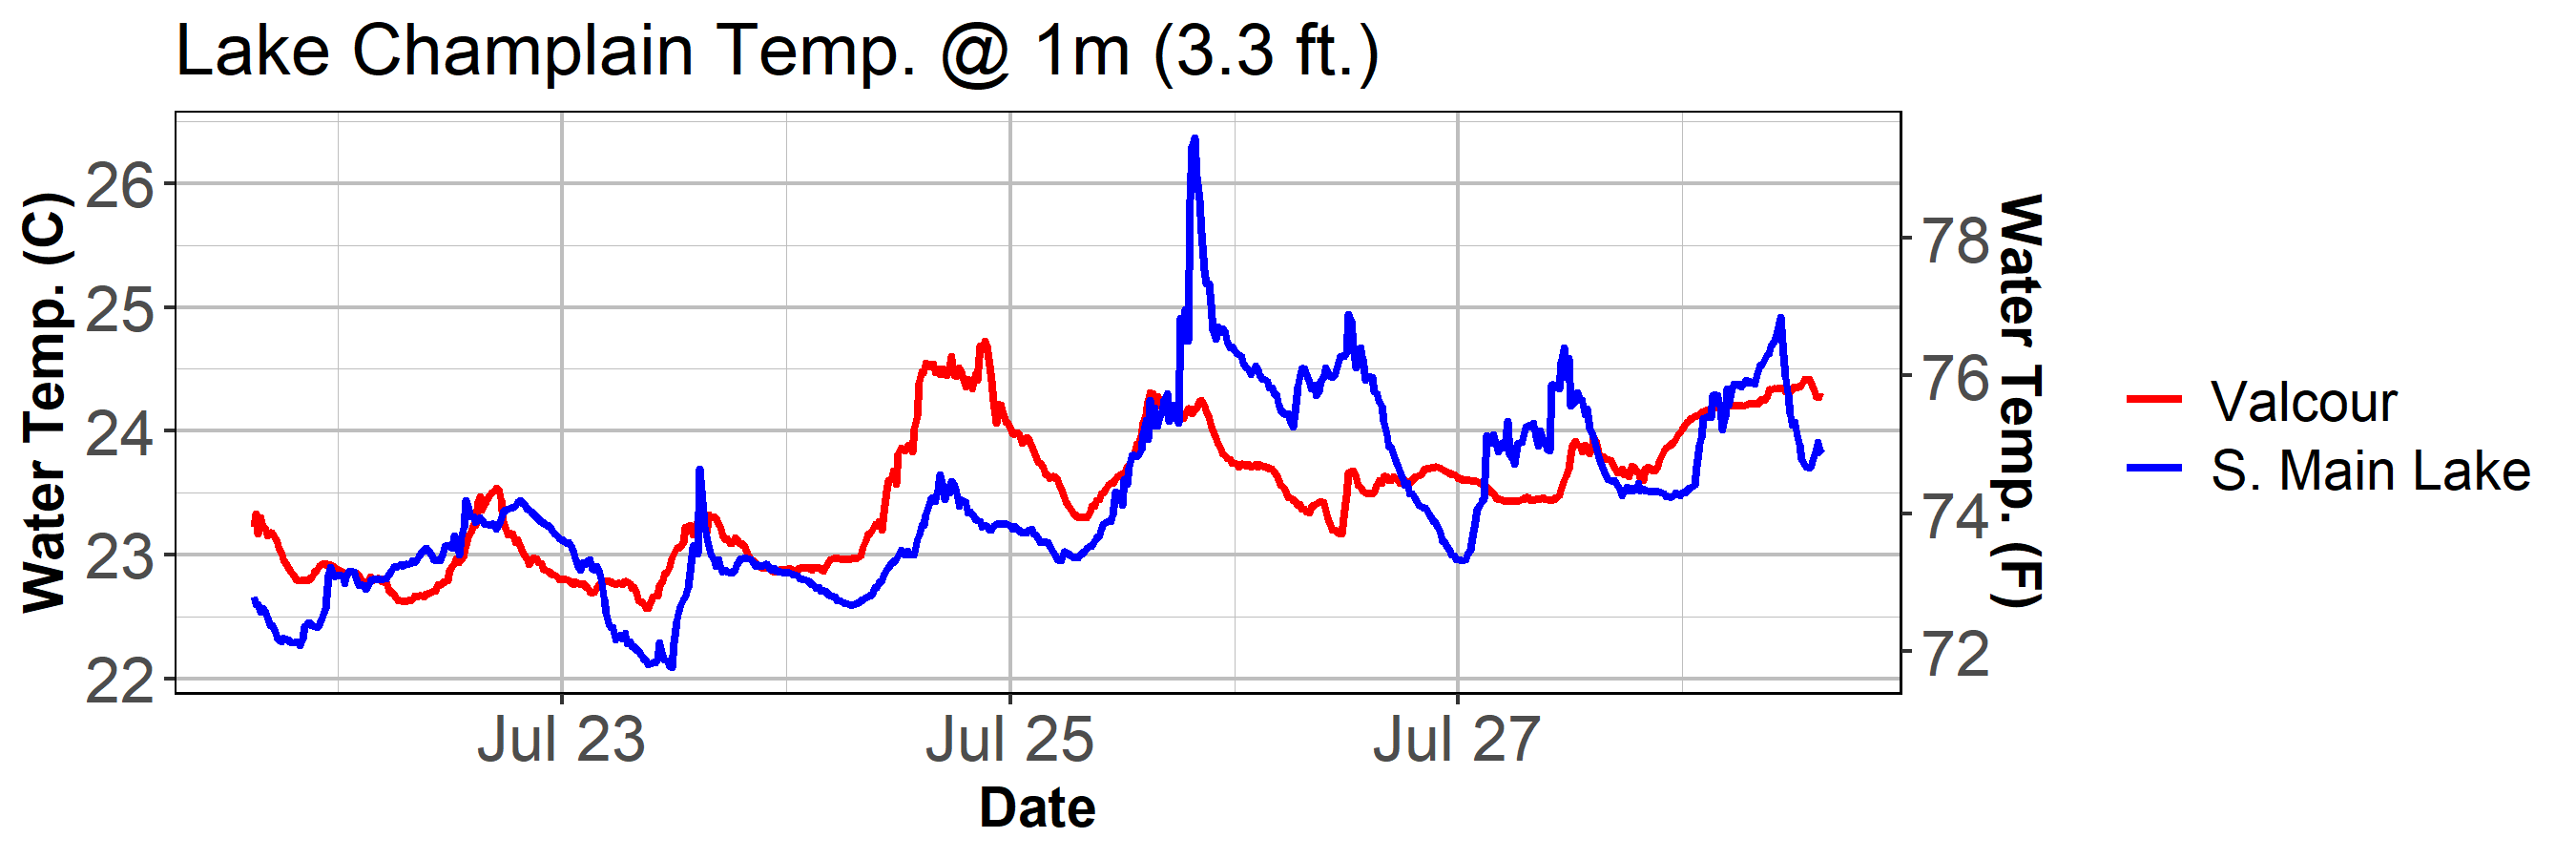 Lake Champlain Temp. @ 1m (3.3 ft.)
Water Temp. (C)
26
25
24
23
22
78
76
74
72
Water Temp. (F)
Jul 23
Jul 25
Jul 27
Date
Valcour
S. Main Lake